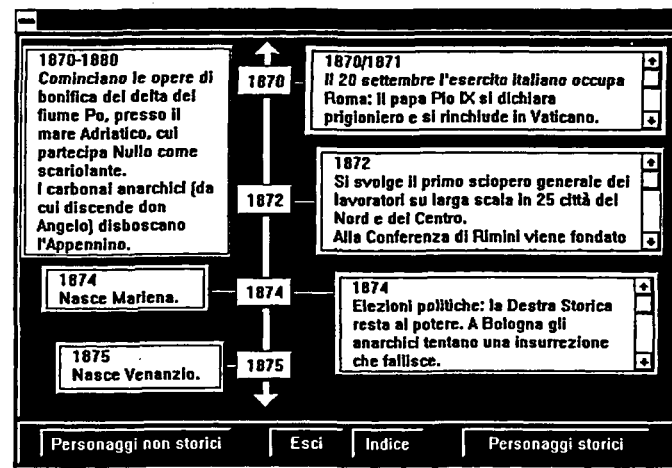 1870-1880
Cominciano le opere di
bonifica del delta del
fiume Po, presso il
mare Adriatico, cui
partecipa Nullo come
scariolante.
I carbonai anarchici (da
cui discende don
Angelo) disboscano
l'Appennino.
1870
1870/1871
Il 20 settembre l'esercito italiano occupa
Roma: il papa Pio IX si dichiara
prigioniero e si rinchiude in Vaticano.
1872
1872
Si svolge il primo sciopero generale dei
lavoratori su larga scala in 25 città del
Nord e del Centro.
Alla Conferenza di Rimini viene fondato
1874
Nasce Mariena.
1874
1874
Elezioni politiche: la Destra Storica
resta al potere. A Bologna gli
anarchici tentano una insurrezione
che fallisce.
1875
Nasce Venanzio.
1875
Personaggi non storici
Esci
Indice
Personaggi storici